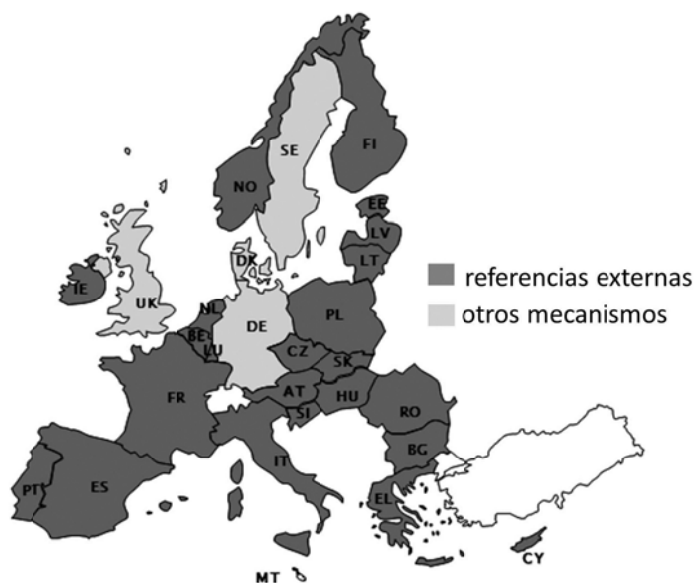 SE
FI
NO
EE
LV
LT
DK
IE
UK
NL
DE
PL
BE
LU
CZ
SK
FR
AT
HU
SI
RO
BG
IT
PT
ES
EL
CY
MT
referencias externas
otros mecanismos